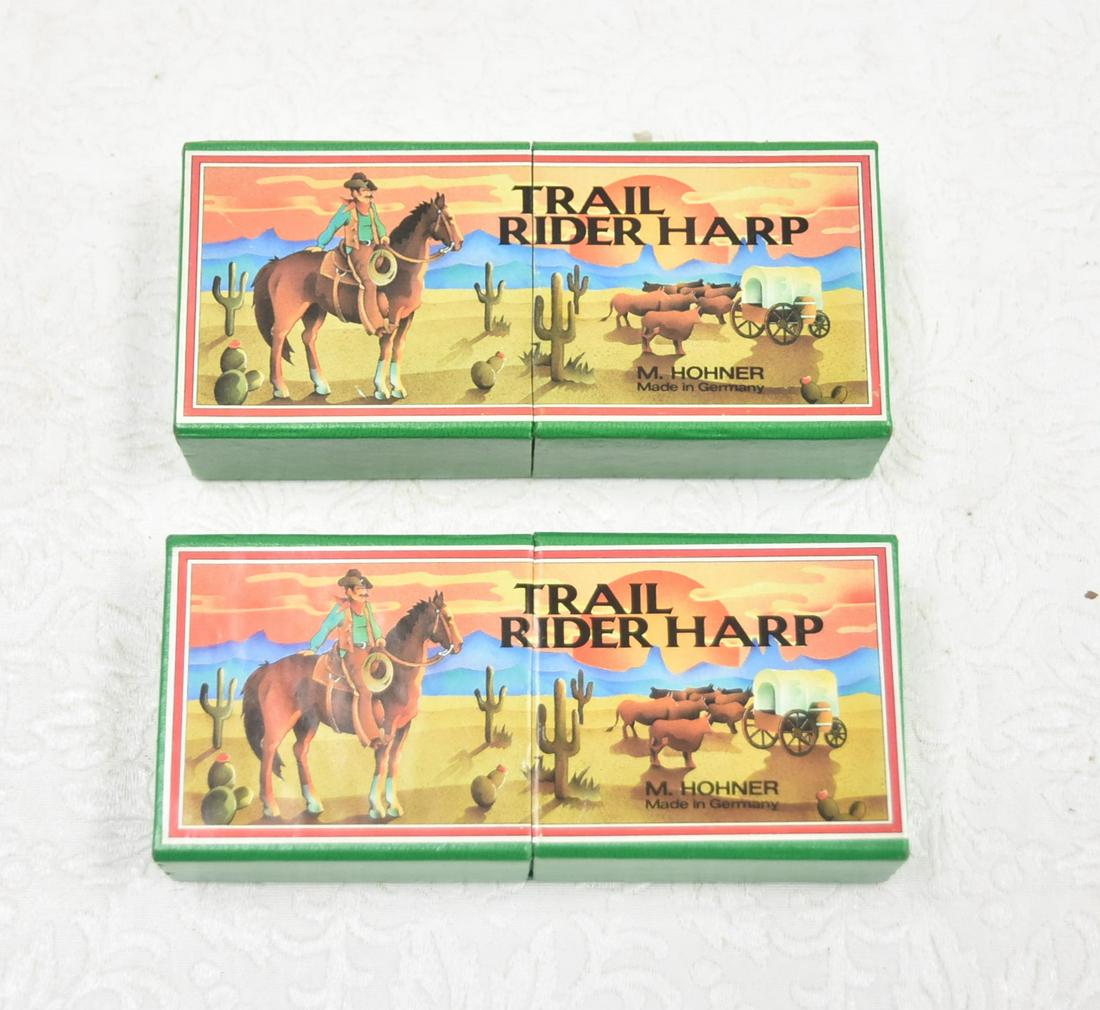 TRAIL
RIDER HARP
M. HOHNER
Made in Germany
TRAIL
RIDER HARP
M. HOHNER
Made in Germany